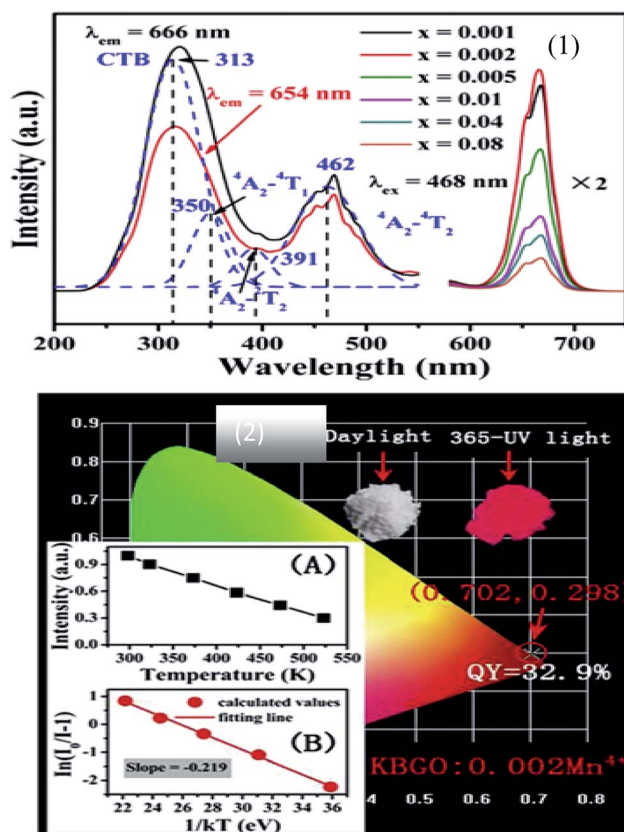 λem = 666 nm
CTB
313
λem = 654 nm
350
⁴A₂-⁴T₁
391
462
⁴A₂-⁴T₂
λex = 468 nm
×2
x = 0.001
x = 0.002
x = 0.005
x = 0.01
x = 0.04
x = 0.08
(1)
Intensity (a.u.)
200 300 400 500 600 700
Wavelength (nm)
(2)
Daylight 365-UV light
0.9
0.8
0.7
0.6
(0.702, 0.298)
QY=32.9%
KBGO:0.002Mn⁴⁺
0.5 0.6 0.7 0.8
(A)
Intensity (a.u.)
0.9
0.6
0.3
0.0
300 350 400 450 500 550
Temperature (K)
calculated values
fitting line
(B)
Slope = -0.219
ln(I₀/I-1)
1
0
-1
-2
22 24 26 28 30 32 34 36
1/kT (eV)